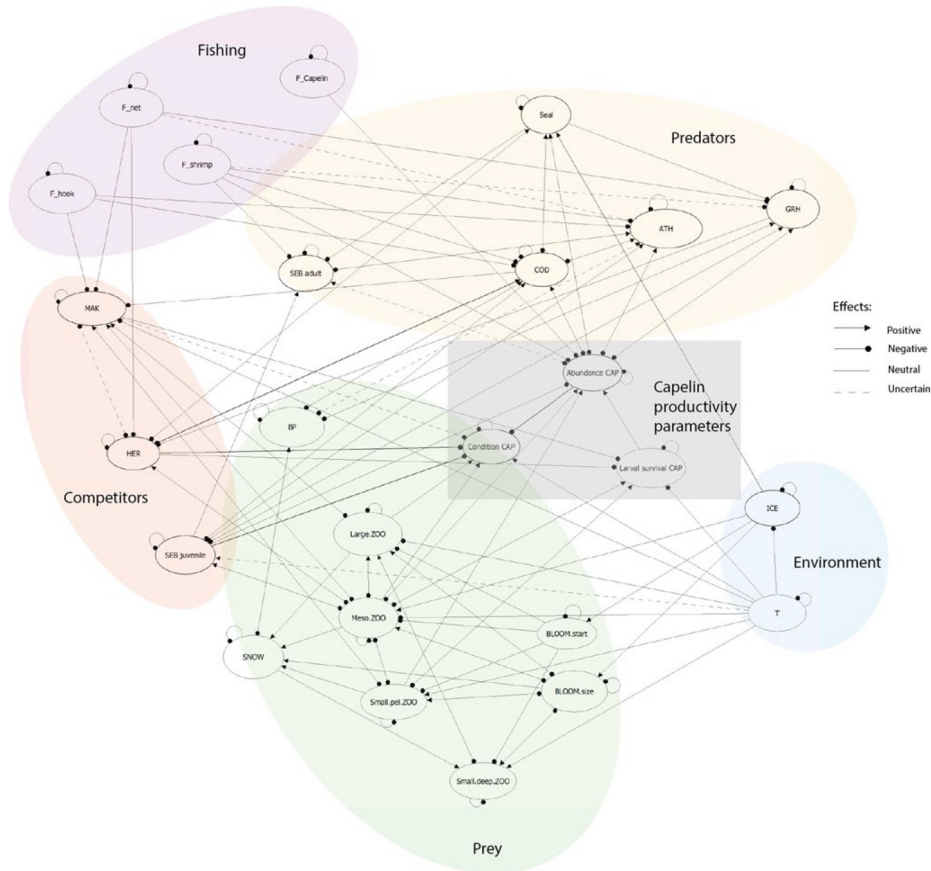 Fishing
F_Capelin
F_net
F_shrimp
F_hook
Seal
Predators
GRH
ATH
COD
SEB adult
MAK
Effects:
Positive
Negative
Neutral
Uncertain
Abundance CAP
Capelin
productivity
parameters
BP
HER
Condition CAP
Larval survival CAP
Competitors
SEB juvenile
ICE
Large.ZOO
Environment
T
Meso.ZOO
BLOOM.start
SNOW
Small.pel.ZOO
BLOOM.size
Small.deep.ZOO
Prey